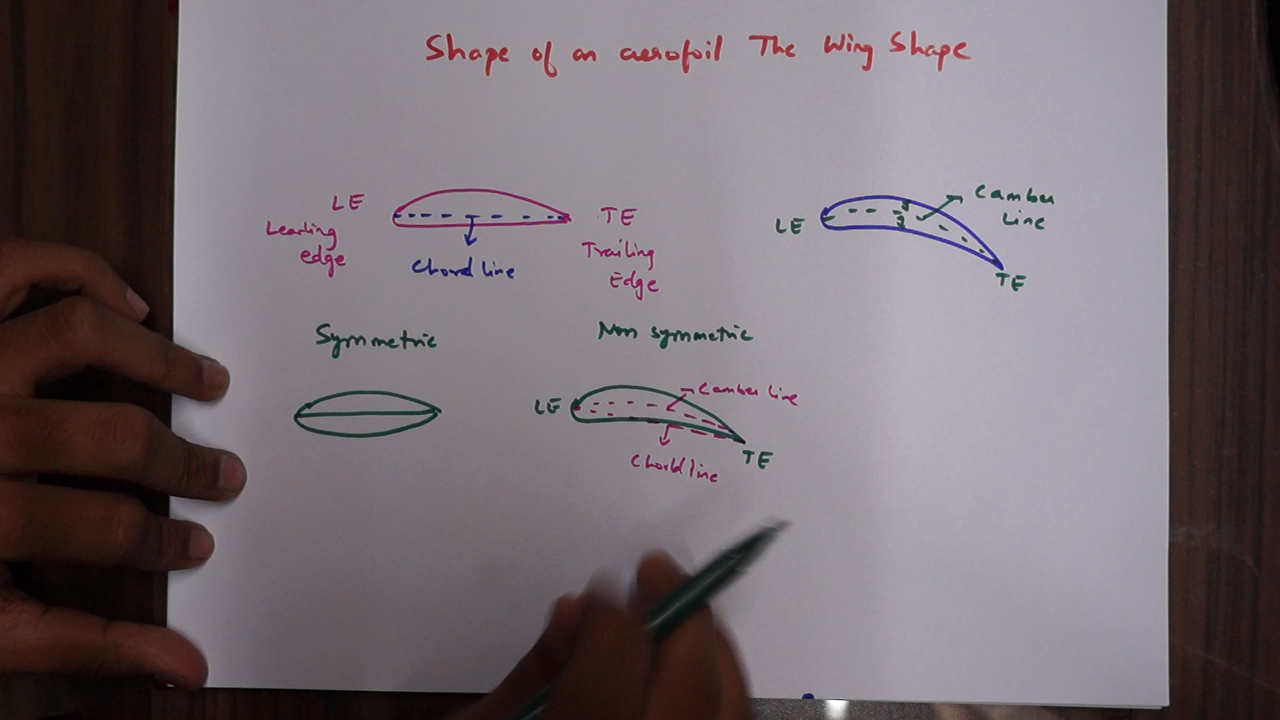 Shape of an aerofoil The Wing Shape
LE
Leading
edge
Chord line
TE
Trailing
Edge
LE
Camber
Line
TE
Symmetric
Non symmetric
LE
Camber Line
Chord line
TE